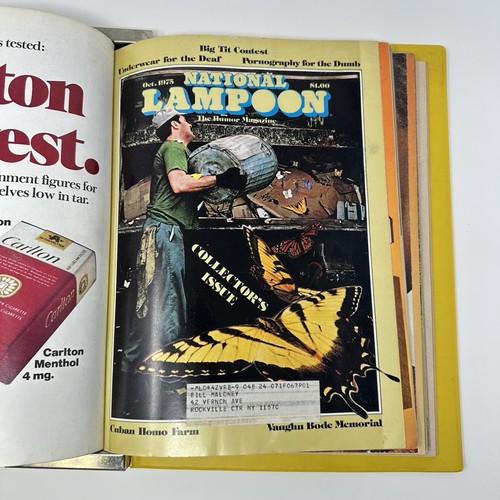 s tested:
ton
est.
nment figures for
elves low in tar.
on
Carlton
Carlton
Carlton
Menthol
4 mg.
Big Tit Contest
Underwear for the Deaf
Pornography for the Dumb
Oct. 1975
NATIONAL
$1.00
LAMPOON
The Humor Magazine
COLLECTOR'S
ISSUE
BILL MALONEY
42 VERNON AVE
ROCKVILLE CTR NY 11570
Cuban Homo Farm
Vaughn Bode Memorial